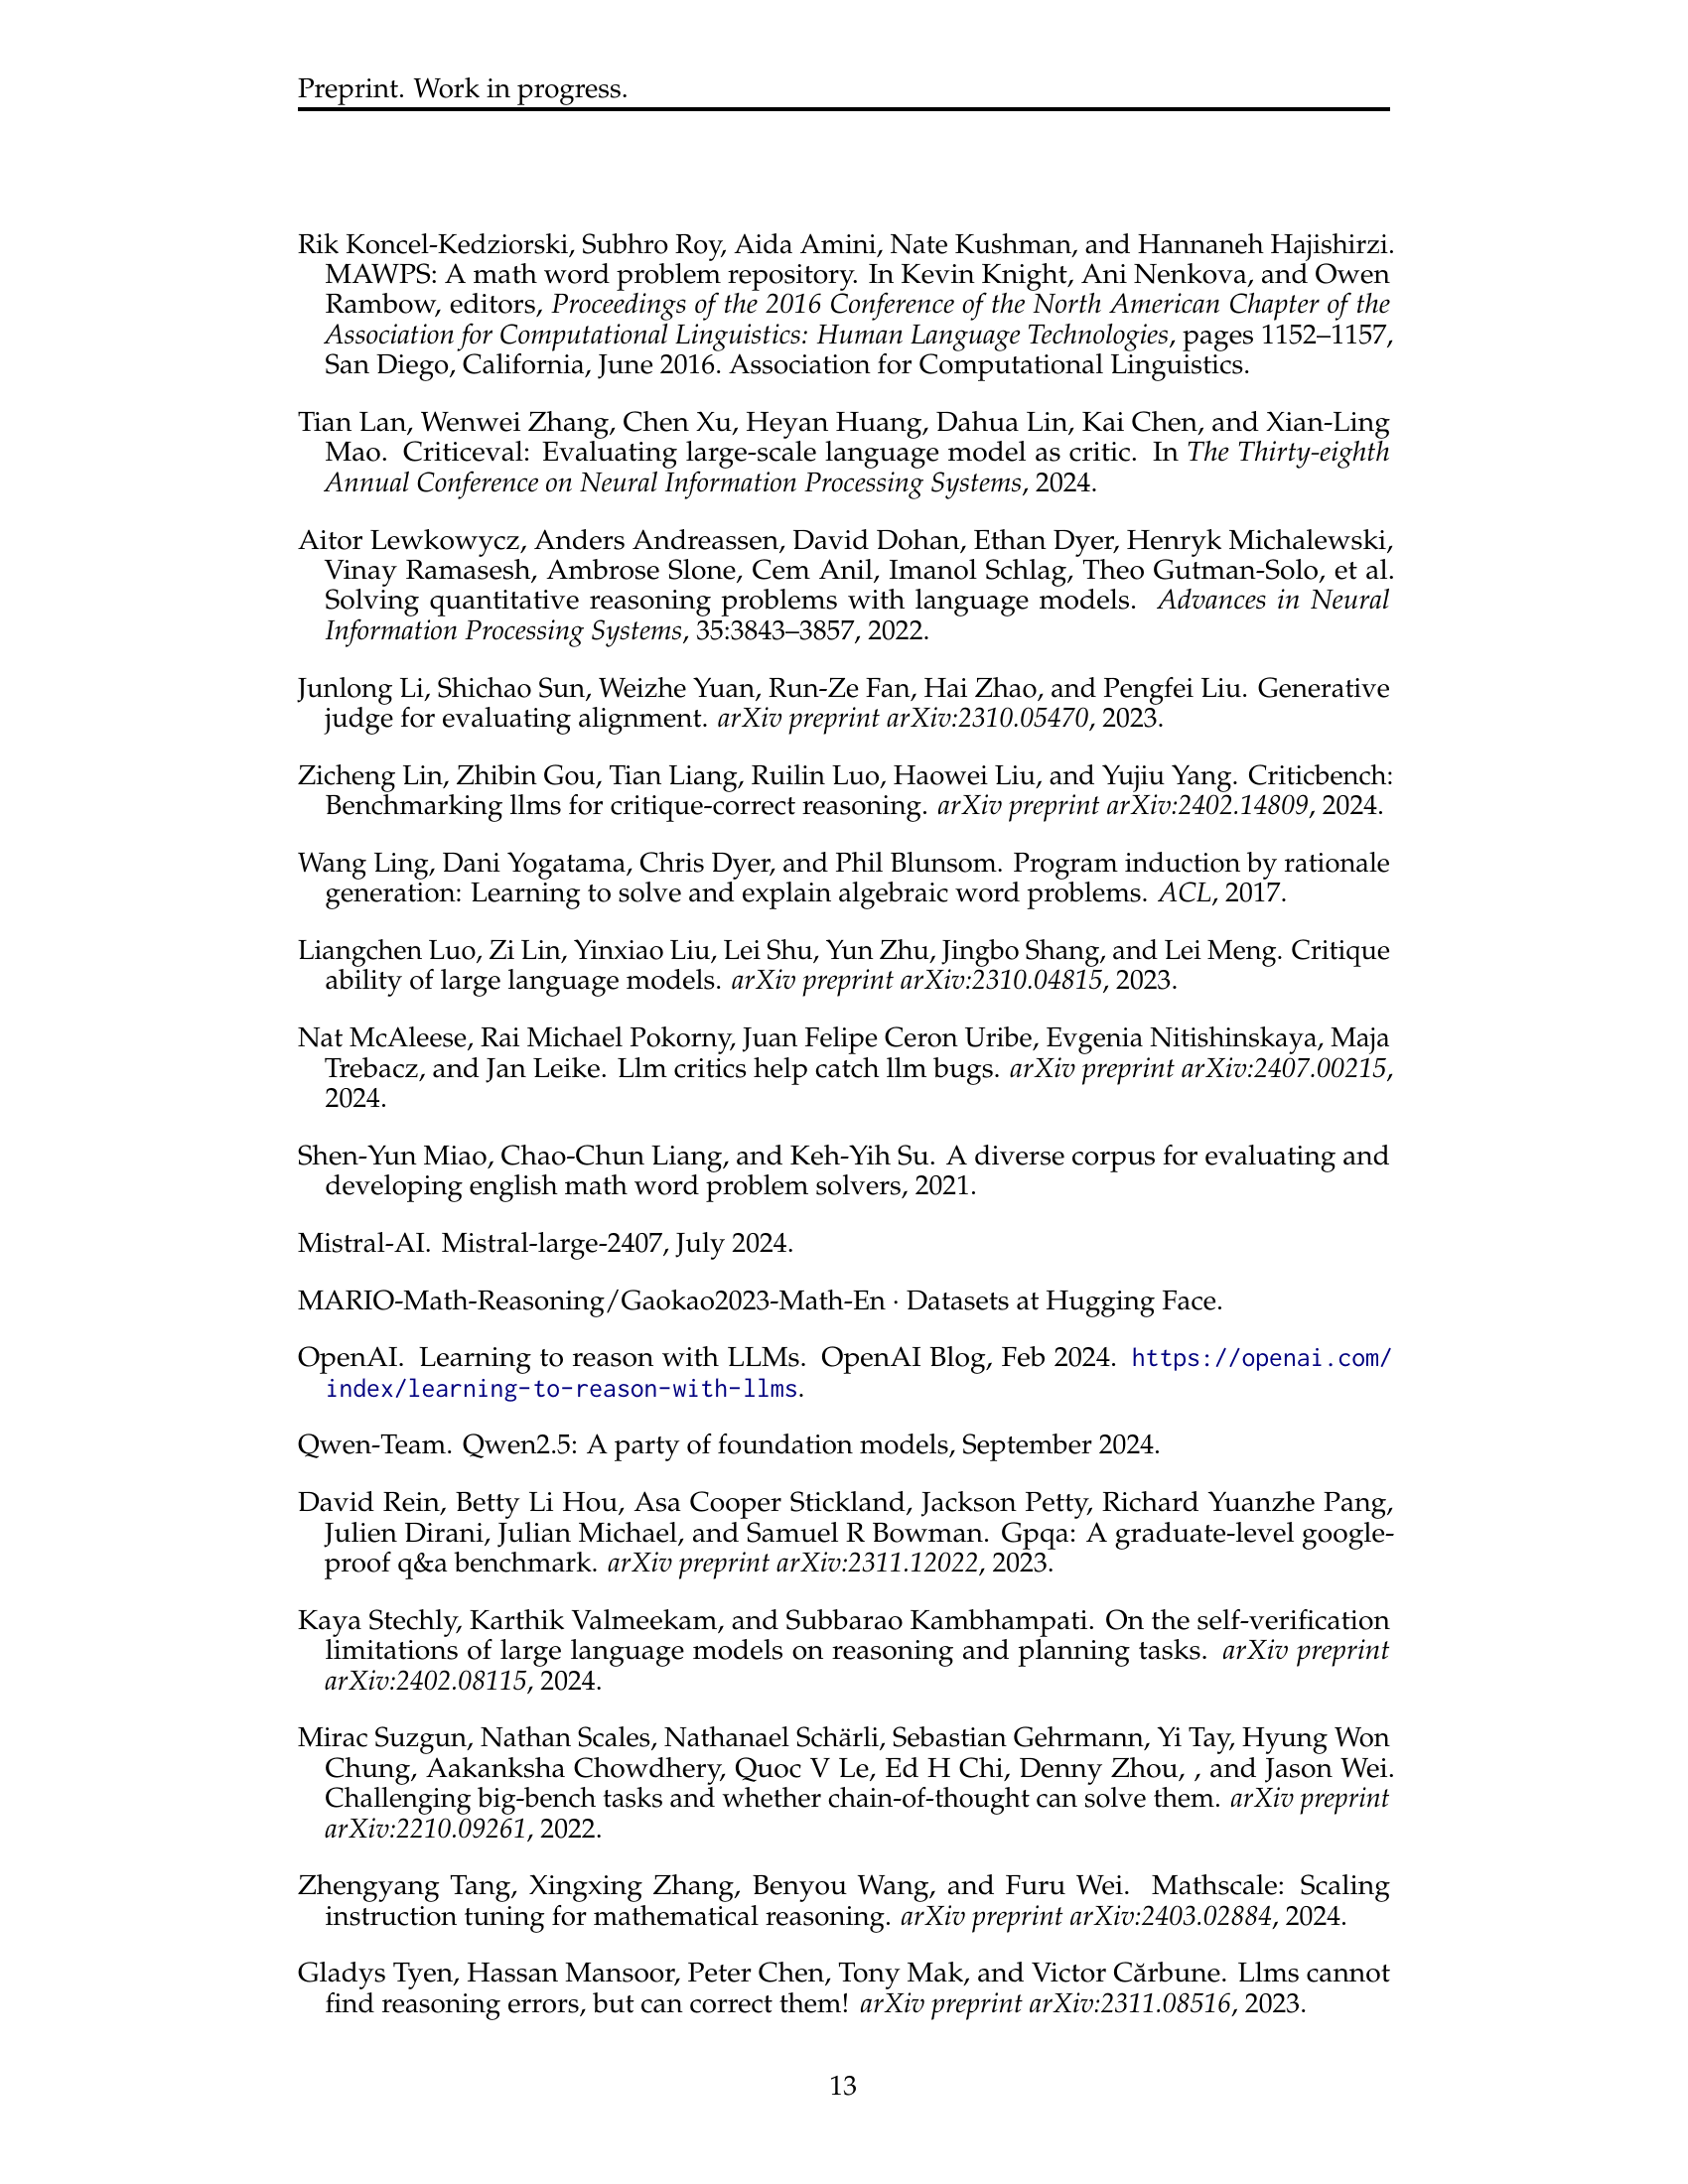 Preprint. Work in progress.
Rik Koncel-Kedziorski, Subhro Roy, Aida Amini, Nate Kushman, and Hannaneh Hajishirzi.
MAWPS: A math word problem repository. In Kevin Knight, Ani Nenkova, and Owen
Rambow, editors, Proceedings of the 2016 Conference of the North American Chapter of the
Association for Computational Linguistics: Human Language Technologies, pages 1152–1157,
San Diego, California, June 2016. Association for Computational Linguistics.
Tian Lan, Wenwei Zhang, Chen Xu, Heyan Huang, Dahua Lin, Kai Chen, and Xian-Ling
Mao. Criticeval: Evaluating large-scale language model as critic. In The Thirty-eighth
Annual Conference on Neural Information Processing Systems, 2024.
Aitor Lewkowycz, Anders Andreassen, David Dohan, Ethan Dyer, Henryk Michalewski,
Vinay Ramasesh, Ambrose Slone, Cem Anil, Imanol Schlag, Theo Gutman-Solo, et al.
Solving quantitative reasoning problems with language models. Advances in Neural
Information Processing Systems, 35:3843–3857, 2022.
Junlong Li, Shichao Sun, Weizhe Yuan, Run-Ze Fan, Hai Zhao, and Pengfei Liu. Generative
judge for evaluating alignment. arXiv preprint arXiv:2310.05470, 2023.
Zicheng Lin, Zhibin Gou, Tian Liang, Ruilin Luo, Haowei Liu, and Yujiu Yang. Criticbench:
Benchmarking llms for critique-correct reasoning. arXiv preprint arXiv:2402.14809, 2024.
Wang Ling, Dani Yogatama, Chris Dyer, and Phil Blunsom. Program induction by rationale
generation: Learning to solve and explain algebraic word problems. ACL, 2017.
Liangchen Luo, Zi Lin, Yinxiao Liu, Lei Shu, Yun Zhu, Jingbo Shang, and Lei Meng. Critique
ability of large language models. arXiv preprint arXiv:2310.04815, 2023.
Nat McAleese, Rai Michael Pokorny, Juan Felipe Ceron Uribe, Evgenia Nitishinskaya, Maja
Trebacz, and Jan Leike. Llm critics help catch llm bugs. arXiv preprint arXiv:2407.00215,
2024.
Shen-Yun Miao, Chao-Chun Liang, and Keh-Yih Su. A diverse corpus for evaluating and
developing english math word problem solvers, 2021.
Mistral-AI. Mistral-large-2407, July 2024.
MARIO-Math-Reasoning/Gaokao2023-Math-En · Datasets at Hugging Face.
OpenAI. Learning to reason with LLMs. OpenAI Blog, Feb 2024. https://openai.com/
index/learning-to-reason-with-llms.
Qwen-Team. Qwen2.5: A party of foundation models, September 2024.
David Rein, Betty Li Hou, Asa Cooper Stickland, Jackson Petty, Richard Yuanzhe Pang,
Julien Dirani, Julian Michael, and Samuel R Bowman. Gpqa: A graduate-level google-
proof q&a benchmark. arXiv preprint arXiv:2311.12022, 2023.
Kaya Stechly, Karthik Valmeekam, and Subbarao Kambhampati. On the self-verification
limitations of large language models on reasoning and planning tasks. arXiv preprint
arXiv:2402.08115, 2024.
Mirac Suzgun, Nathan Scales, Nathanael Schärli, Sebastian Gehrmann, Yi Tay, Hyung Won
Chung, Aakanksha Chowdhery, Quoc V Le, Ed H Chi, Denny Zhou, , and Jason Wei.
Challenging big-bench tasks and whether chain-of-thought can solve them. arXiv preprint
arXiv:2210.09261, 2022.
Zhengyang Tang, Xingxing Zhang, Benyou Wang, and Furu Wei. Mathscale: Scaling
instruction tuning for mathematical reasoning. arXiv preprint arXiv:2403.02884, 2024.
Gladys Tyen, Hassan Mansoor, Peter Chen, Tony Mak, and Victor Cărbune. Llms cannot
find reasoning errors, but can correct them! arXiv preprint arXiv:2311.08516, 2023.
13